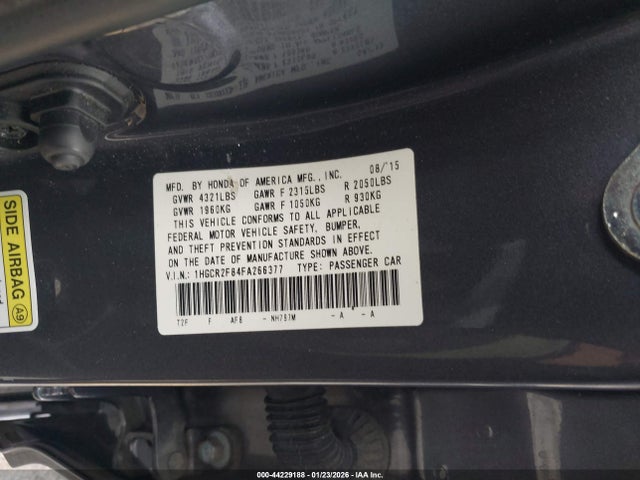 MFD. BY HONDA OF AMERICA MFG., INC. 08/'15
GVWR 4321LBS GAWR F 2315LBS R 2050LBS
GVWR 1960KG GAWR F 1050KG R 930KG
THIS VEHICLE CONFORMS TO ALL APPLICABLE
FEDERAL MOTOR VEHICLE SAFETY, BUMPER,
AND THEFT PREVENTION STANDARDS IN EFFECT
ON THE DATE OF MANUFACTURE SHOWN ABOVE.
V.I.N.: 1HGCR2F84FA266377 TYPE: PASSENGER CAR
T2F F AF8 - NH797M - A - A
SIDE AIRBAG A9
000-44229188 - 01/23/2026 - IAA Inc.